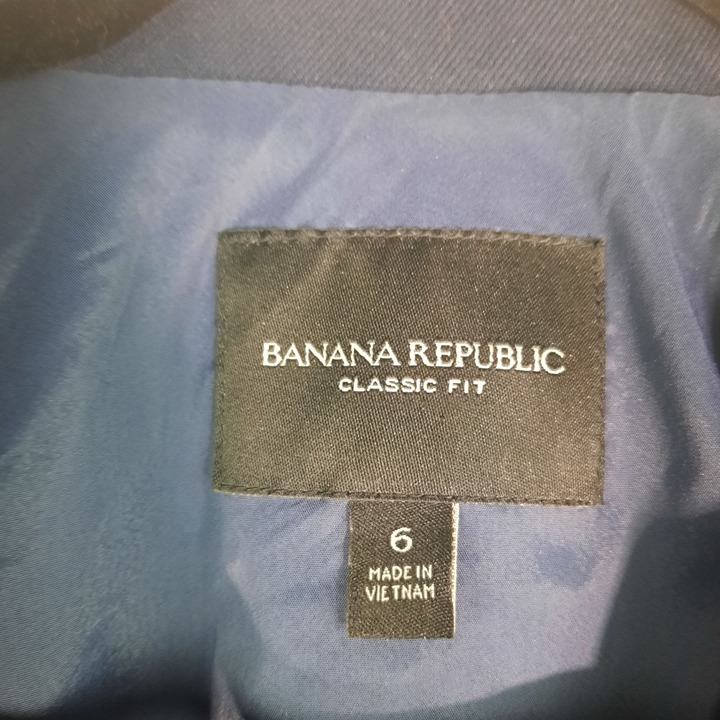 BANANA REPUBLIC
CLASSIC FIT
6
MADE IN
VIETNAM